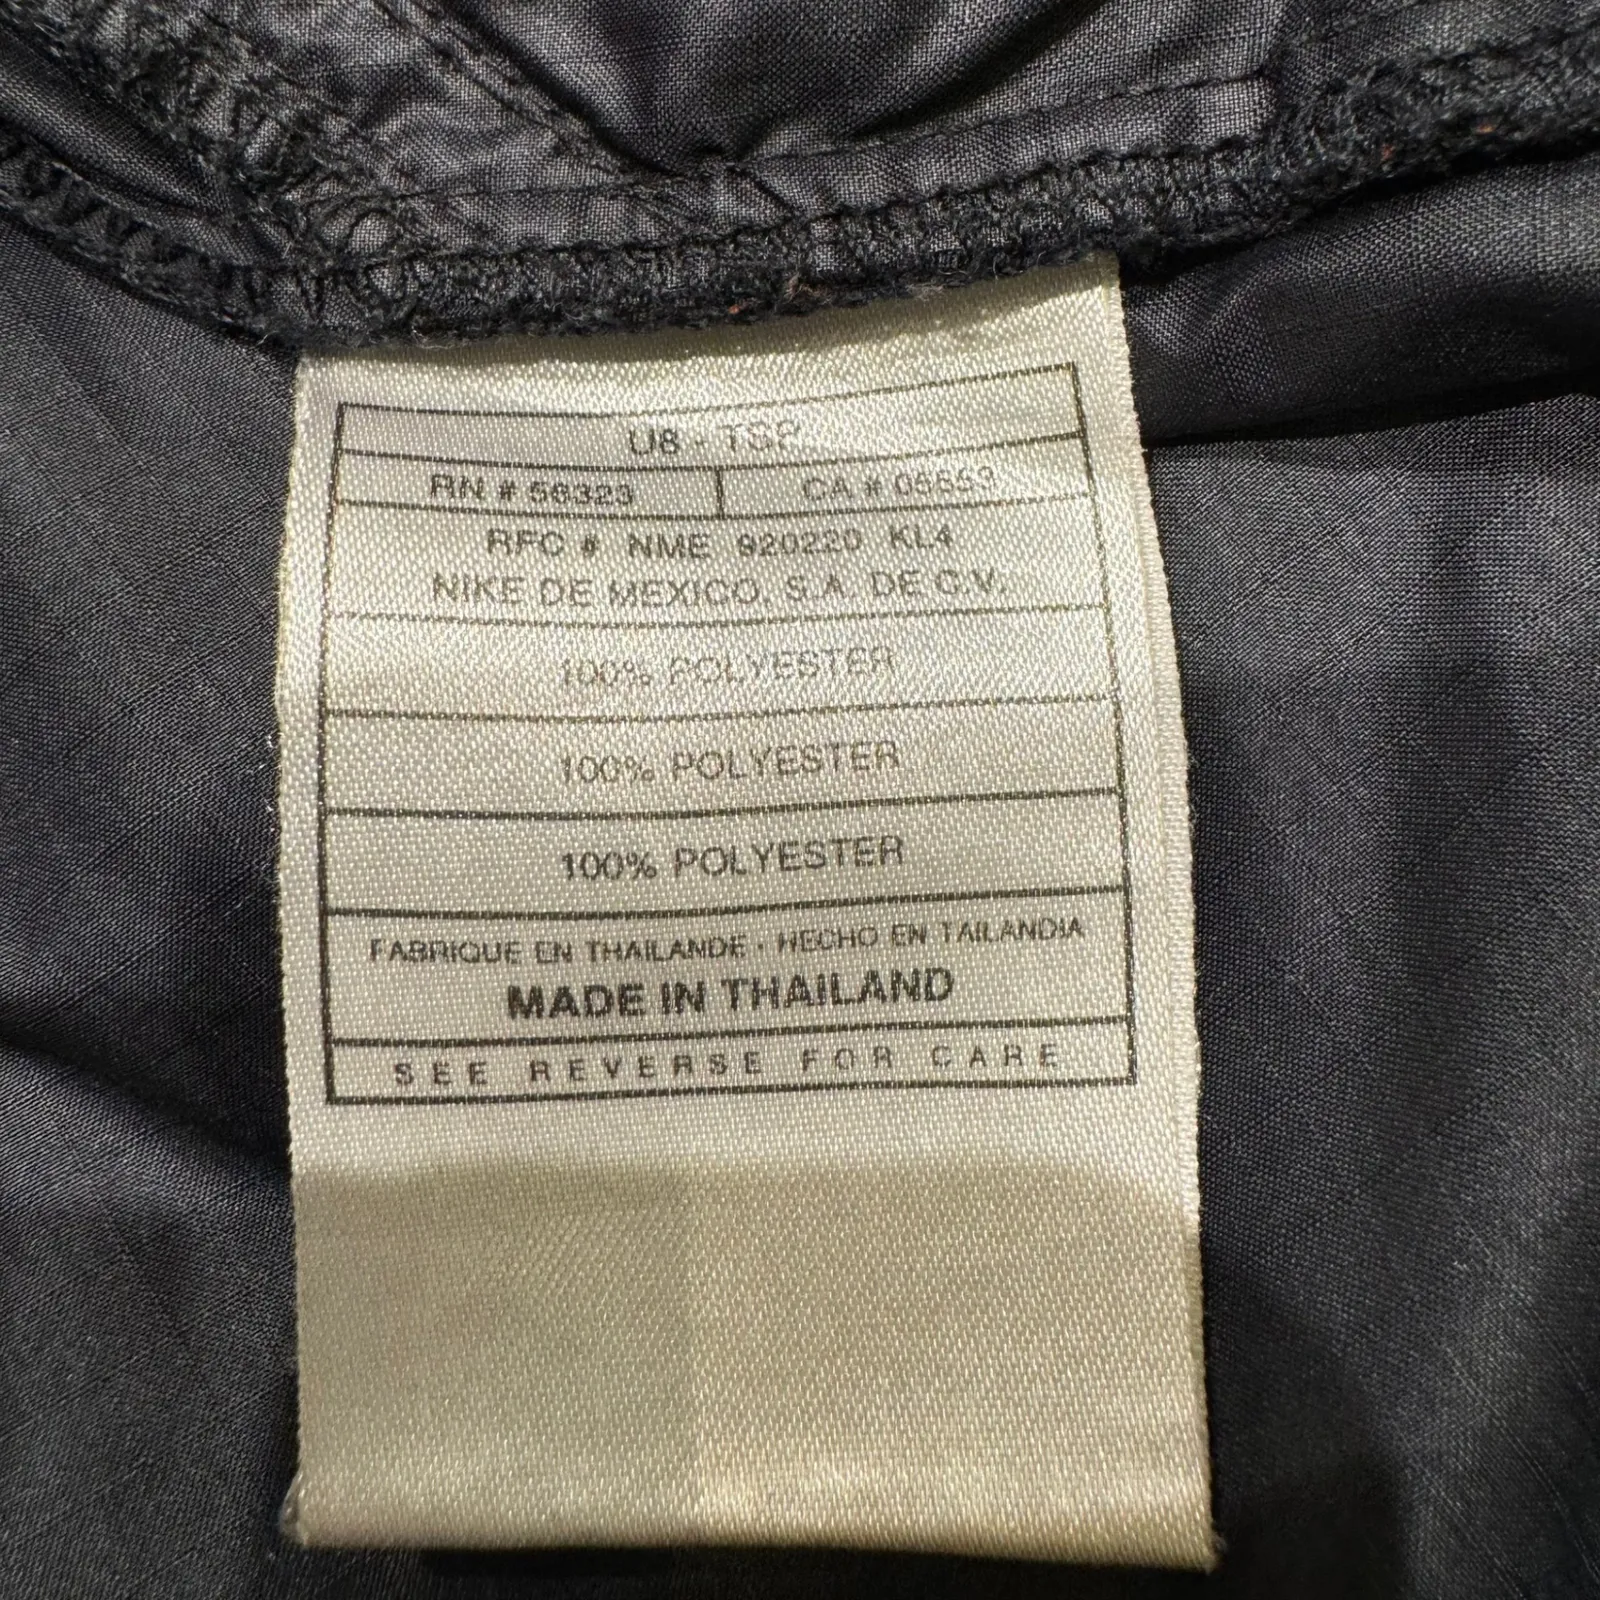 U8 - TSP
RN # 56323 CA # 05553
RFC # NME 920220 KL4
NIKE DE MEXICO, S.A. DE C.V.
100% POLYESTER
100% POLYESTER
100% POLYESTER
FABRIQUE EN THAILANDE · HECHO EN TAILANDIA
MADE IN THAILAND
SEE REVERSE FOR CARE